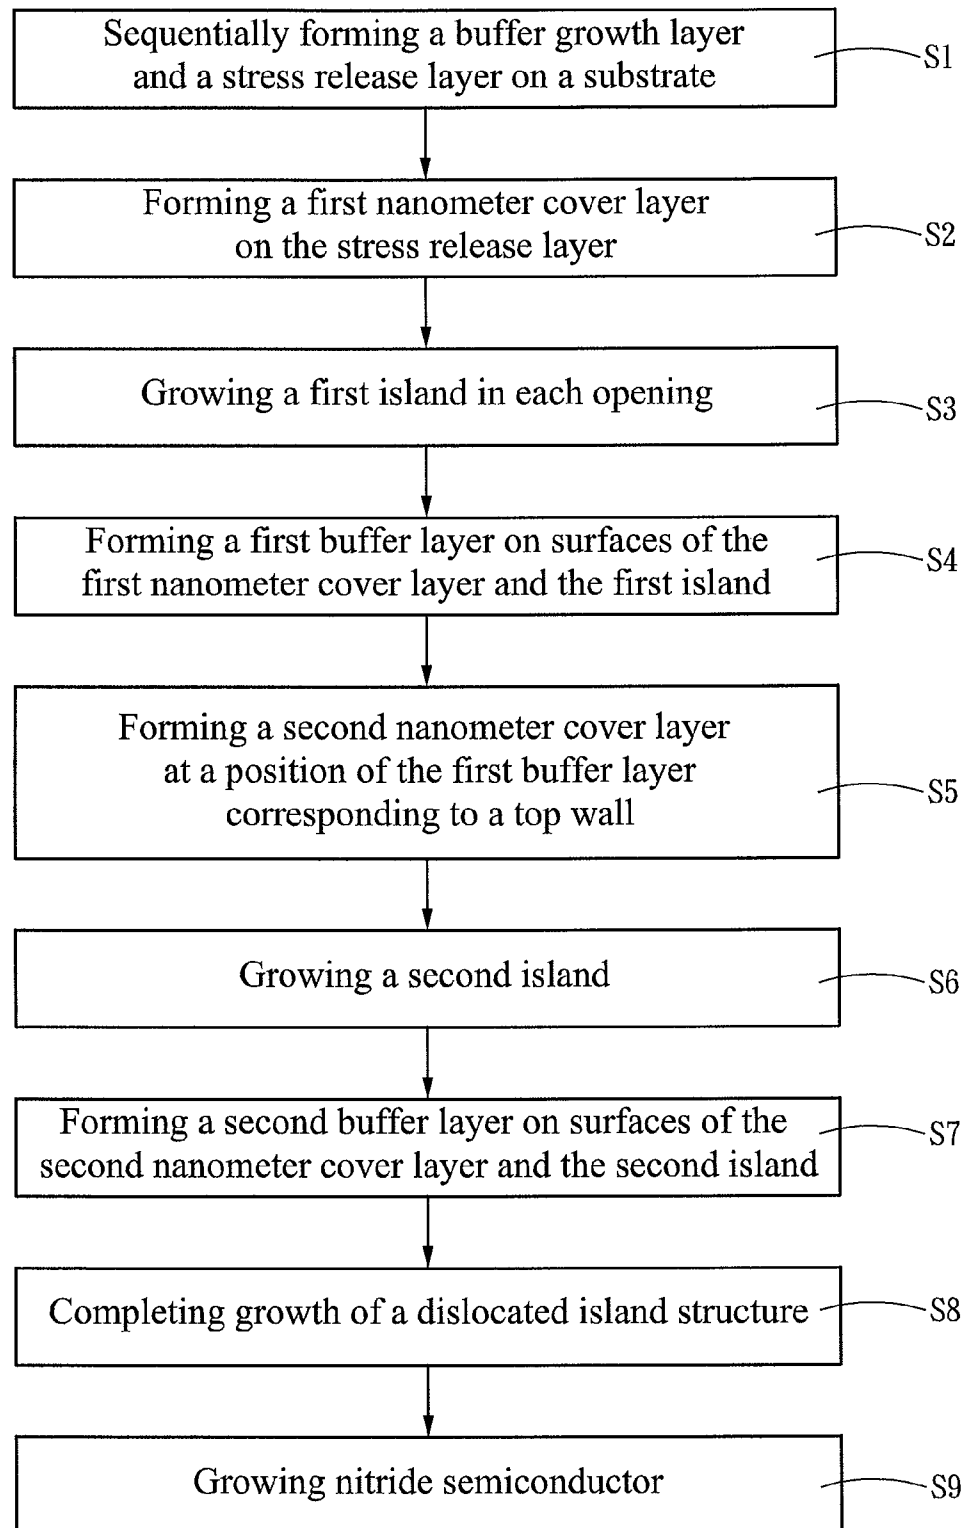 Sequentially forming a buffer growth layer
and a stress release layer on a substrate
S1
Forming a first nanometer cover layer
on the stress release layer
S2
Growing a first island in each opening
S3
Forming a first buffer layer on surfaces of the
first nanometer cover layer and the first island
S4
Forming a second nanometer cover layer
at a position of the first buffer layer
corresponding to a top wall
S5
Growing a second island
S6
Forming a second buffer layer on surfaces of the
second nanometer cover layer and the second island
S7
Completing growth of a dislocated island structure
S8
Growing nitride semiconductor
S9